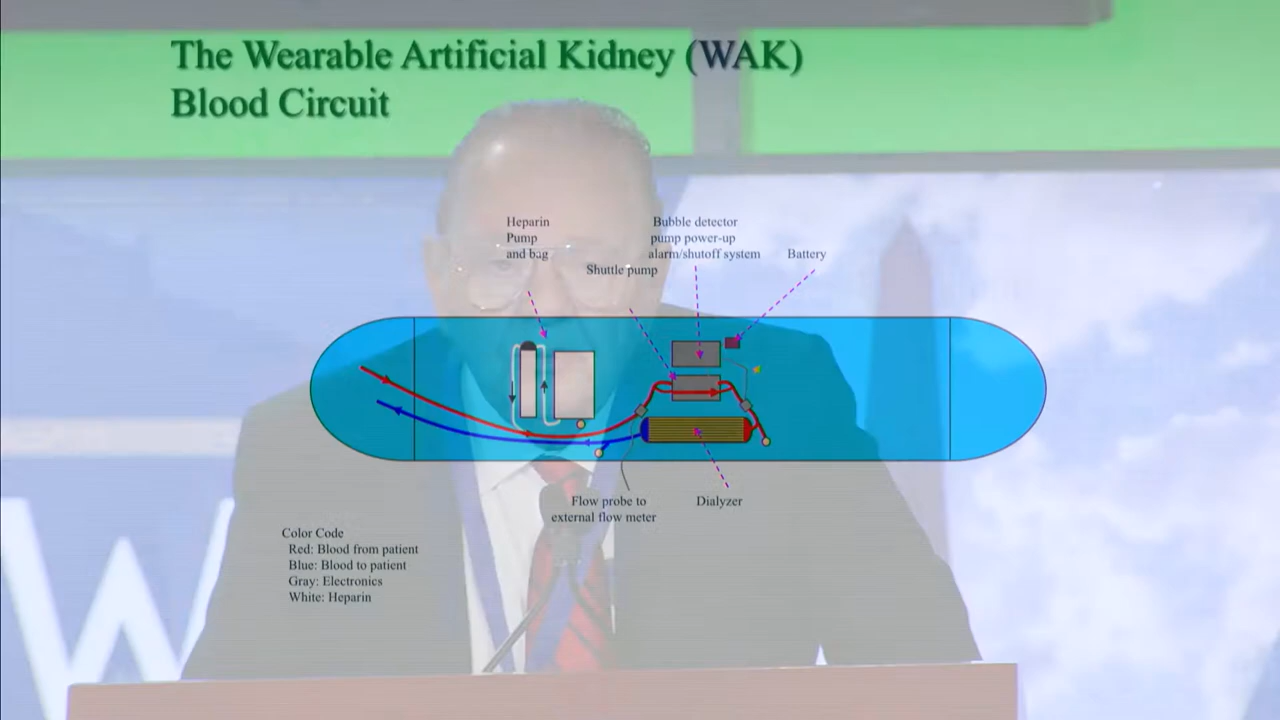 The Wearable Artificial Kidney (WAK)
Blood Circuit
Heparin
Pump
and bag
Bubble detector
pump power-up
alarm/shutoff system
Battery
Shuttle pump
Flow probe to
external flow meter
Dialyzer
Color Code
Red: Blood from patient
Blue: Blood to patient
Gray: Electronics
White: Heparin
W